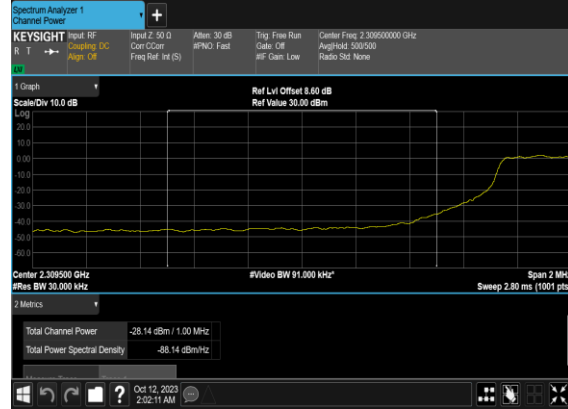 Spectrum Analyzer 1
Channel Power
+
KEYSIGHT Input: RF Input Z: 50 Ω Atten: 30 dB Trig: Free Run Center Freq: 2.309500000 GHz
R T Coupling: DC Corr CCorr #PNO: Fast Gate: Off Avg|Hold: 500/500
Align: Off Freq Ref: Int (S) #IF Gain: Low Radio Std: None
LM
1 Graph
Ref Lvl Offset 8.60 dB
Scale/Div 10.0 dB Ref Value 30.00 dBm
Log
20.0
10.0
0.00
-10.0
-20.0
-30.0
-40.0
-50.0
-60.0
Center 2.309500 GHz #Video BW 91.000 kHz* Span 2 MH
#Res BW 30.000 kHz Sweep 2.80 ms (1001 pts
2 Metrics
Total Channel Power -28.14 dBm / 1.00 MHz
Total Power Spectral Density -88.14 dBm/Hz
? Oct 12, 2023
2:02:11 AM